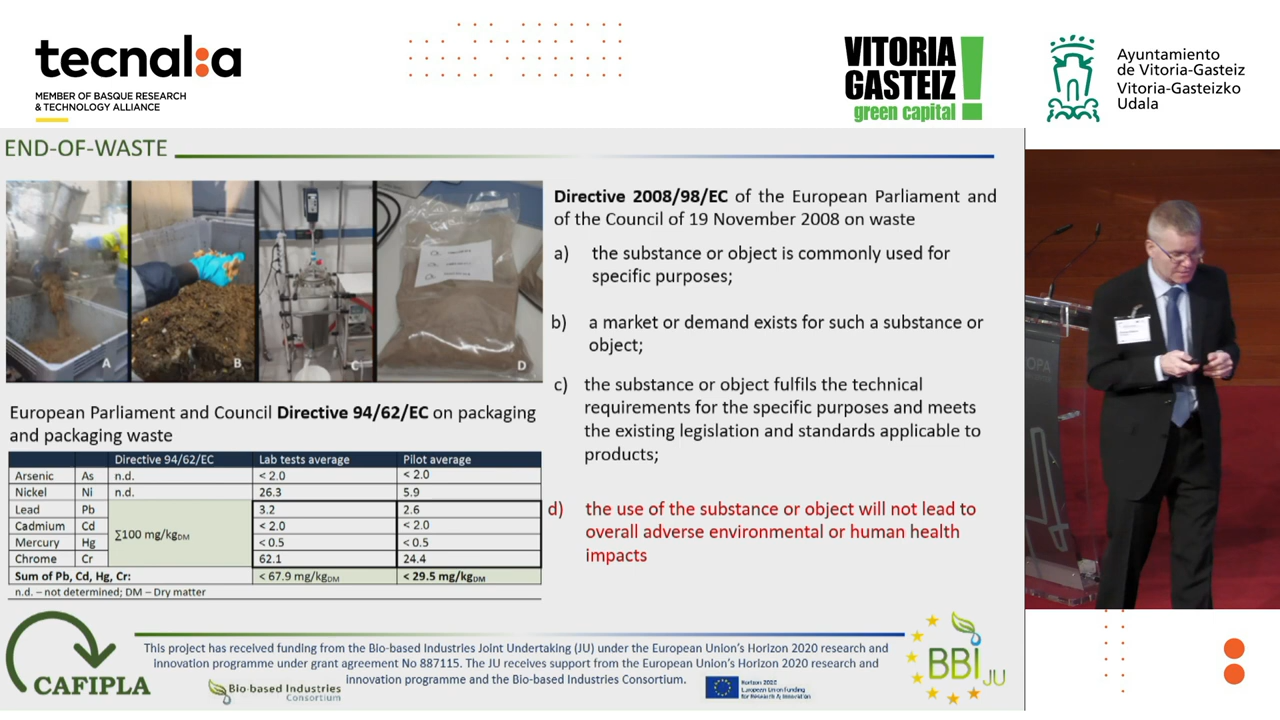 tecnal:a
MEMBER OF BASQUE RESEARCH
& TECHNOLOGY ALLIANCE
VITORIA
GASTEIZ
green capital
Ayuntamiento
de Vitoria-Gasteiz
Vitoria-Gasteizko
Udala
END-OF-WASTE
A B C D
European Parliament and Council Directive 94/62/EC on packaging
and packaging waste
Directive 94/62/EC Lab tests average Pilot average
Arsenic As n.d. < 2.0 < 2.0
Nickel Ni n.d. 26.3 5.9
Lead Pb 3.2 2.6
Cadmium Cd < 2.0 < 2.0
∑100 mg/kgDM
Mercury Hg < 0.5 < 0.5
Chrome Cr 62.1 24.4
Sum of Pb, Cd, Hg, Cr: < 67.9 mg/kgDM < 29.5 mg/kgDM
n.d. – not determined; DM – Dry matter
Directive 2008/98/EC of the European Parliament and
of the Council of 19 November 2008 on waste
a) the substance or object is commonly used for
specific purposes;
b) a market or demand exists for such a substance or
object;
c) the substance or object fulfils the technical
requirements for the specific purposes and meets
the existing legislation and standards applicable to
products;
d) the use of the substance or object will not lead to
overall adverse environmental or human health
impacts
CAFIPLA
This project has received funding from the Bio-based Industries Joint Undertaking (JU) under the European Union's Horizon 2020 research and
innovation programme under grant agreement No 887115. The JU receives support from the European Union's Horizon 2020 research and
innovation programme and the Bio-based Industries Consortium.
Bio-based Industries
Consortium
Horizon 2020
European Union Funding
for Research & Innovation
BBI JU